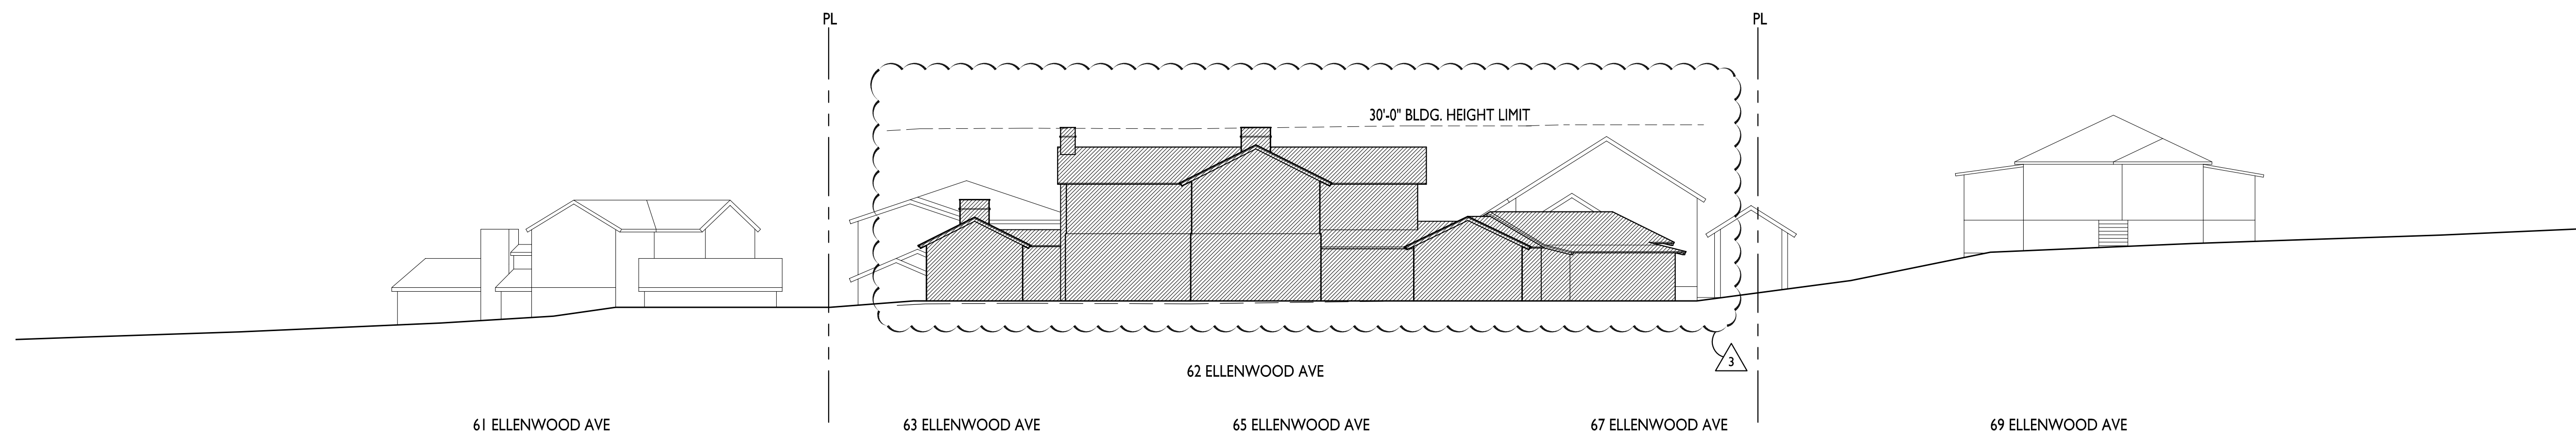 PL
PL
30'-0" BLDG. HEIGHT LIMIT
3
62 ELLENWOOD AVE
61 ELLENWOOD AVE
63 ELLENWOOD AVE
65 ELLENWOOD AVE
67 ELLENWOOD AVE
69 ELLENWOOD AVE